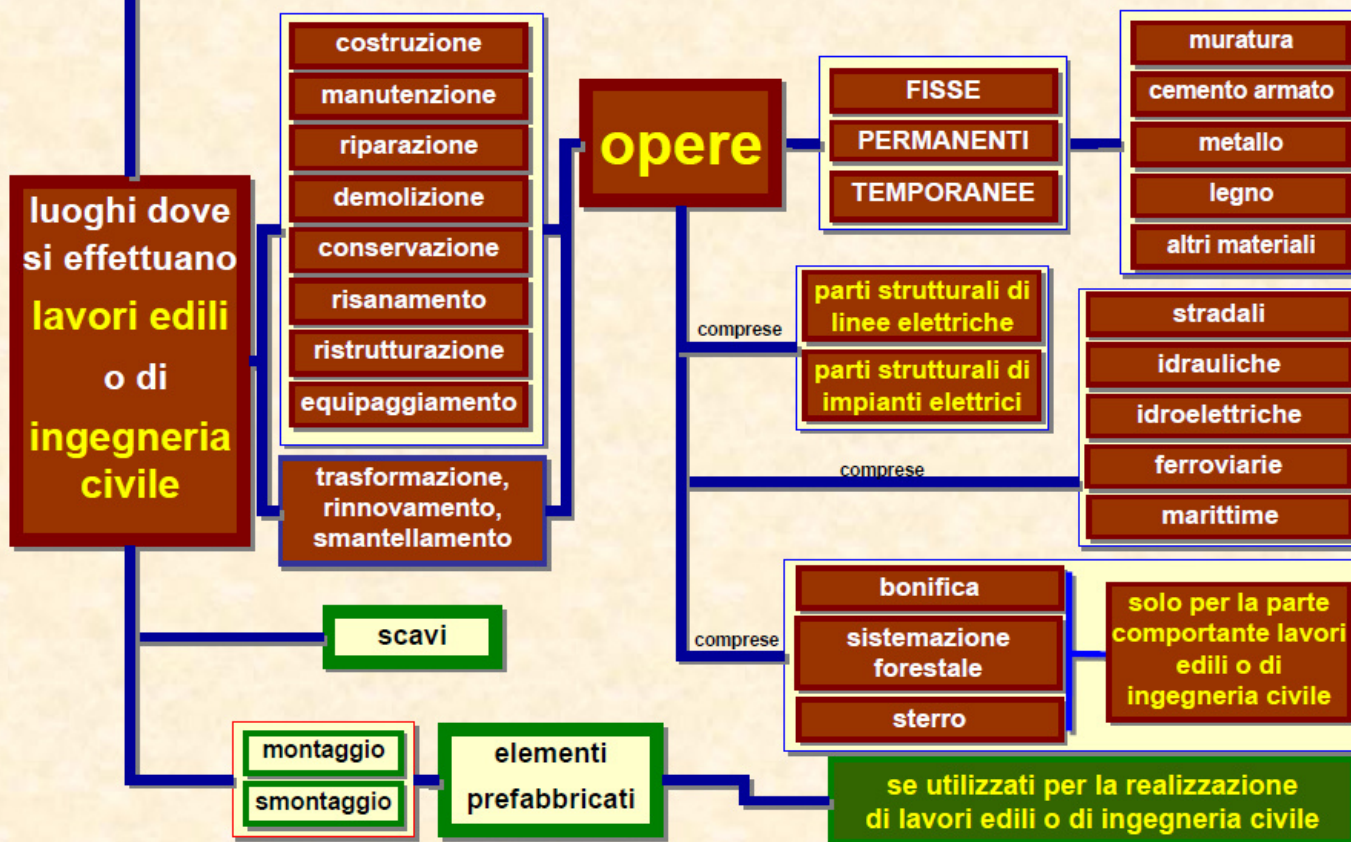 luoghi dove
si effettuano
lavori edili
o di
ingegneria
civile
costruzione
manutenzione
riparazione
demolizione
conservazione
risanamento
ristrutturazione
equipaggiamento
trasformazione,
rinnovamento,
smantellamento
opere
FISSE
PERMANENTI
TEMPORANEE
muratura
cemento armato
metallo
legno
altri materiali
comprese
parti strutturali di
linee elettriche
parti strutturali di
impianti elettrici
comprese
stradali
idrauliche
idroelettriche
ferroviarie
marittime
comprese
bonifica
sistemazione
forestale
sterro
solo per la parte
comportante lavori
edili o di
ingegneria civile
scavi
montaggio
smontaggio
elementi
prefabbricati
se utilizzati per la realizzazione
di lavori edili o di ingegneria civile